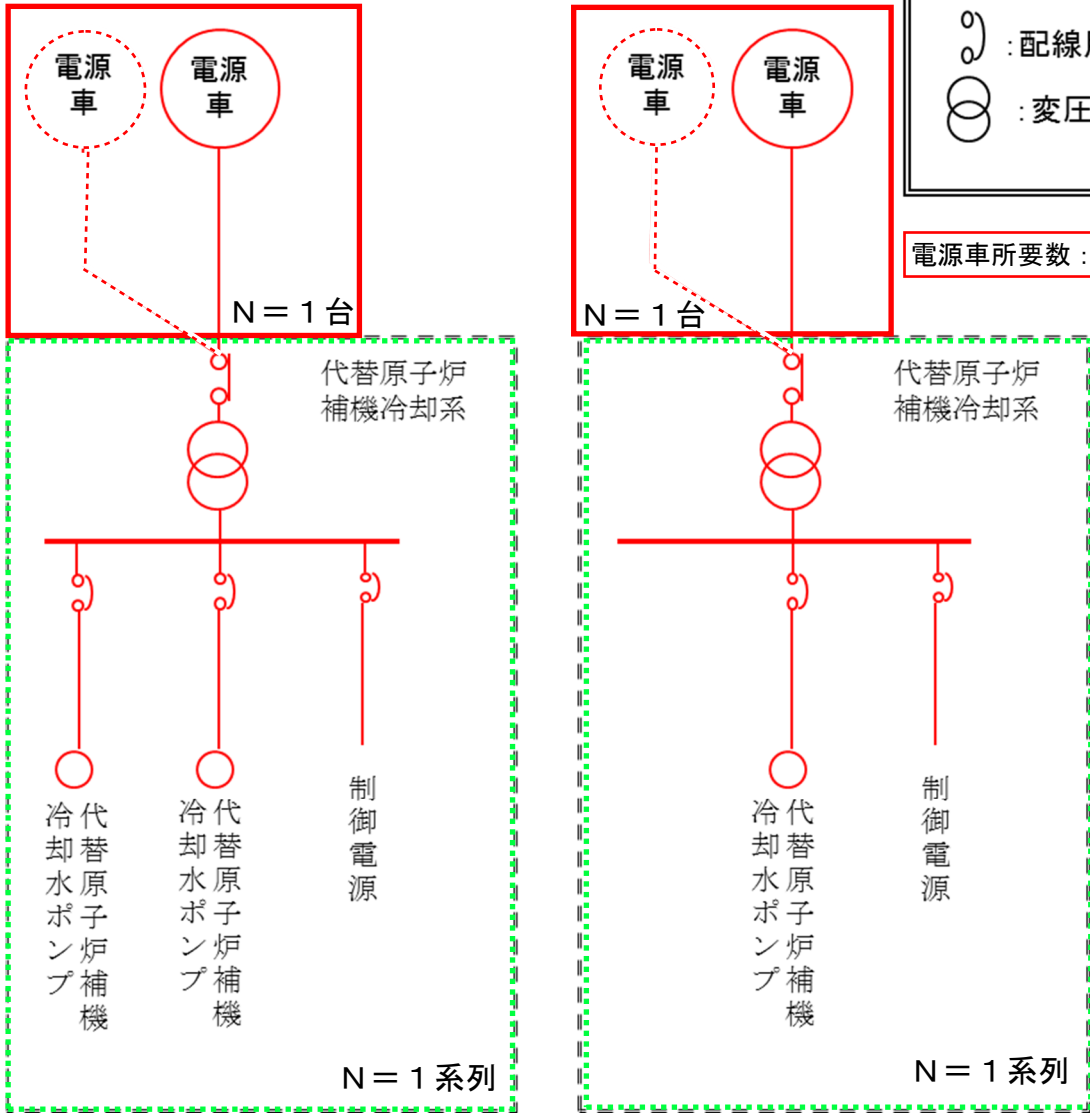 電源
車
電源
車
N＝1台
代替原子炉
補機冷却系
代替原子炉補機
冷却水ポンプ
代替原子炉補機
冷却水ポンプ
制御電源
N＝1系列
電源
車
電源
車
N＝1台
代替原子炉
補機冷却系
代替原子炉補機
冷却水ポンプ
制御電源
N＝1系列
：配線
：変圧
電源車所要数：